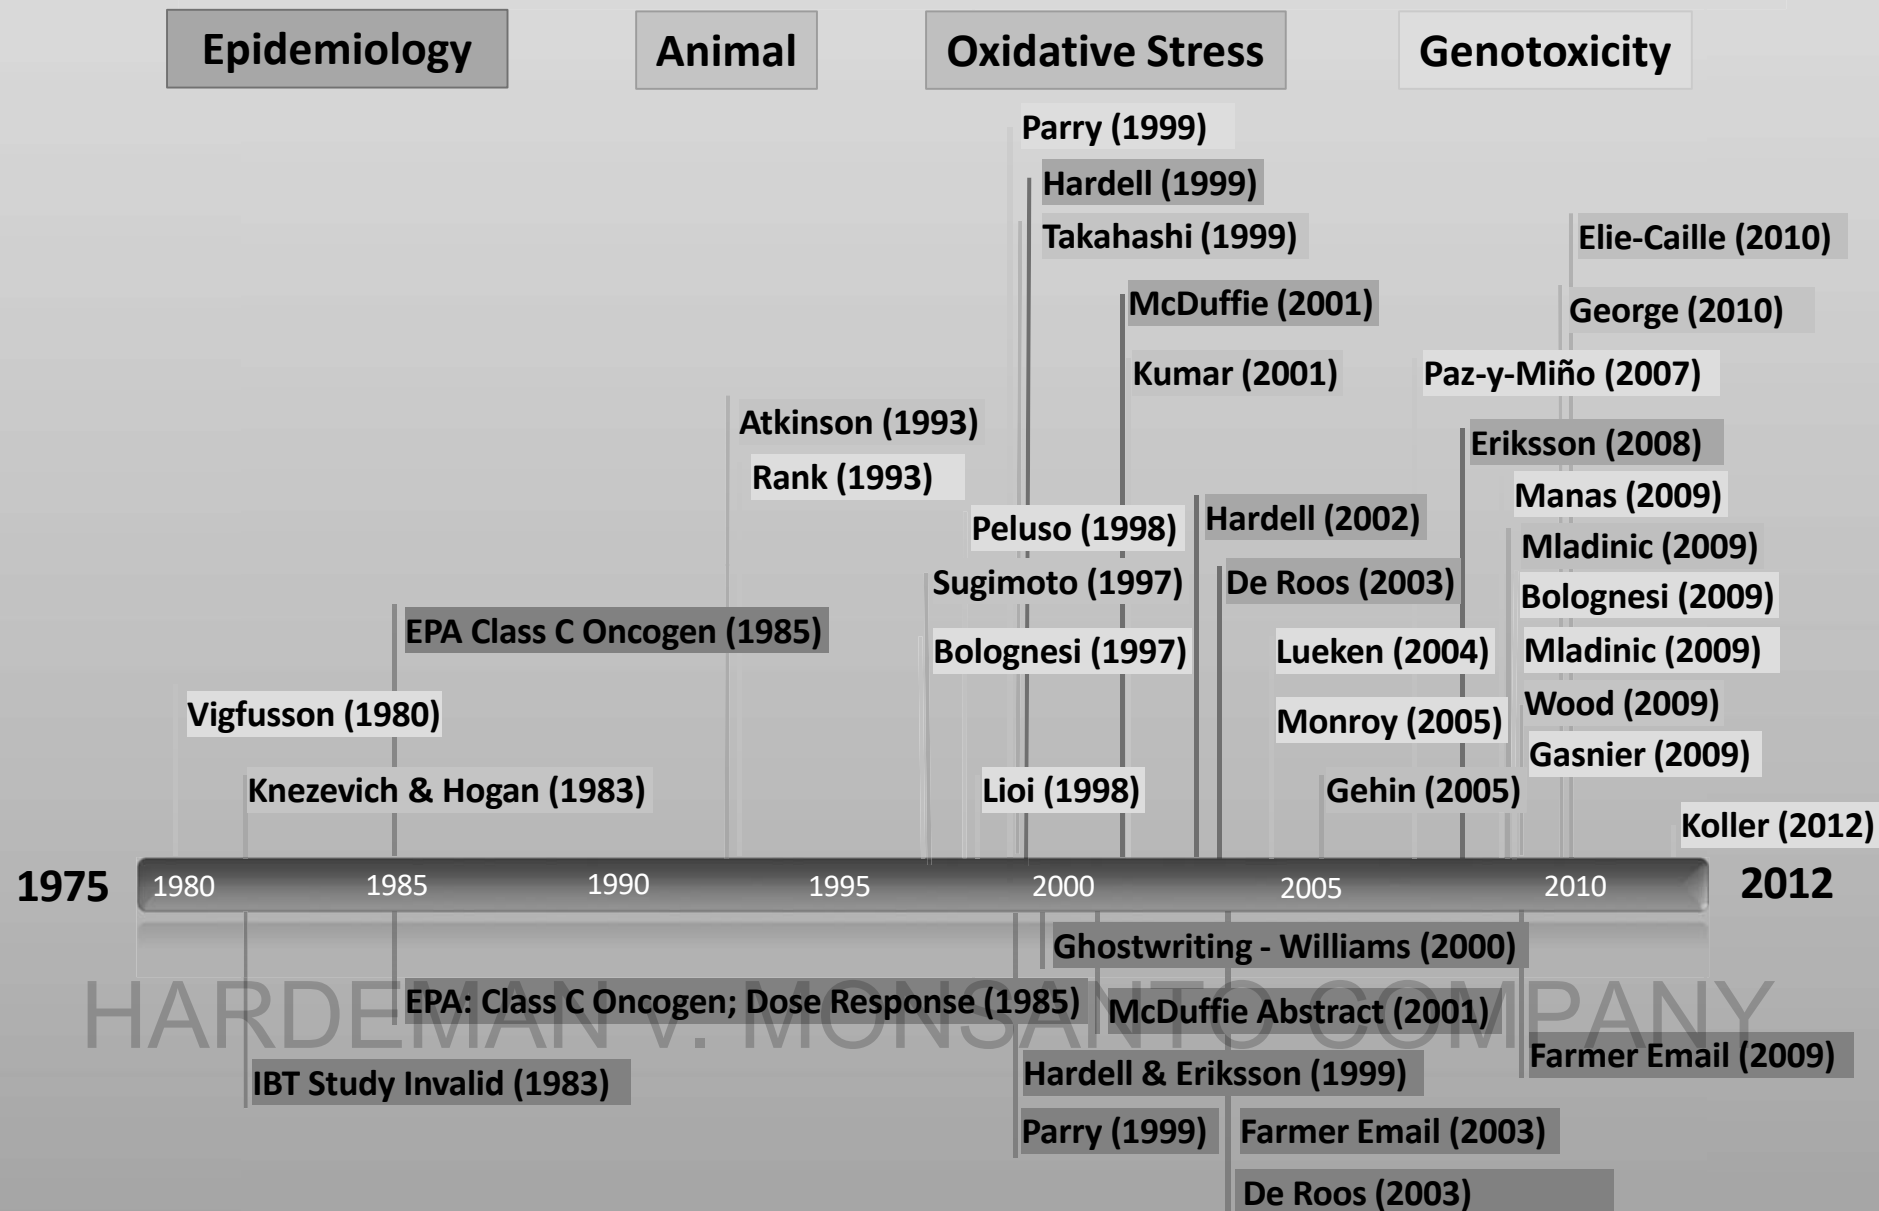 Epidemiology
Animal
Oxidative Stress
Genotoxicity
Parry (1999)
Hardell (1999)
Takahashi (1999)
Elie-Caille (2010)
McDuffie (2001)
George (2010)
Kumar (2001)
Paz-y-Miño (2007)
Atkinson (1993)
Eriksson (2008)
Rank (1993)
Manas (2009)
Peluso (1998)
Hardell (2002)
Mladinic (2009)
Sugimoto (1997)
De Roos (2003)
Bolognesi (2009)
EPA Class C Oncogen (1985)
Bolognesi (1997)
Lueken (2004)
Mladinic (2009)
Vigfusson (1980)
Monroy (2005)
Wood (2009)
Gasnier (2009)
Knezevich & Hogan (1983)
Lioi (1998)
Gehin (2005)
Koller (2012)
1975
1980
1985
1990
1995
2000
2005
2010
2012
Ghostwriting - Williams (2000)
EPA: Class C Oncogen; Dose Response (1985)
McDuffie Abstract (2001)
HARDEMAN v. MONSANTO COMPANY
Farmer Email (2009)
Hardell & Eriksson (1999)
IBT Study Invalid (1983)
Parry (1999)
Farmer Email (2003)
De Roos (2003)